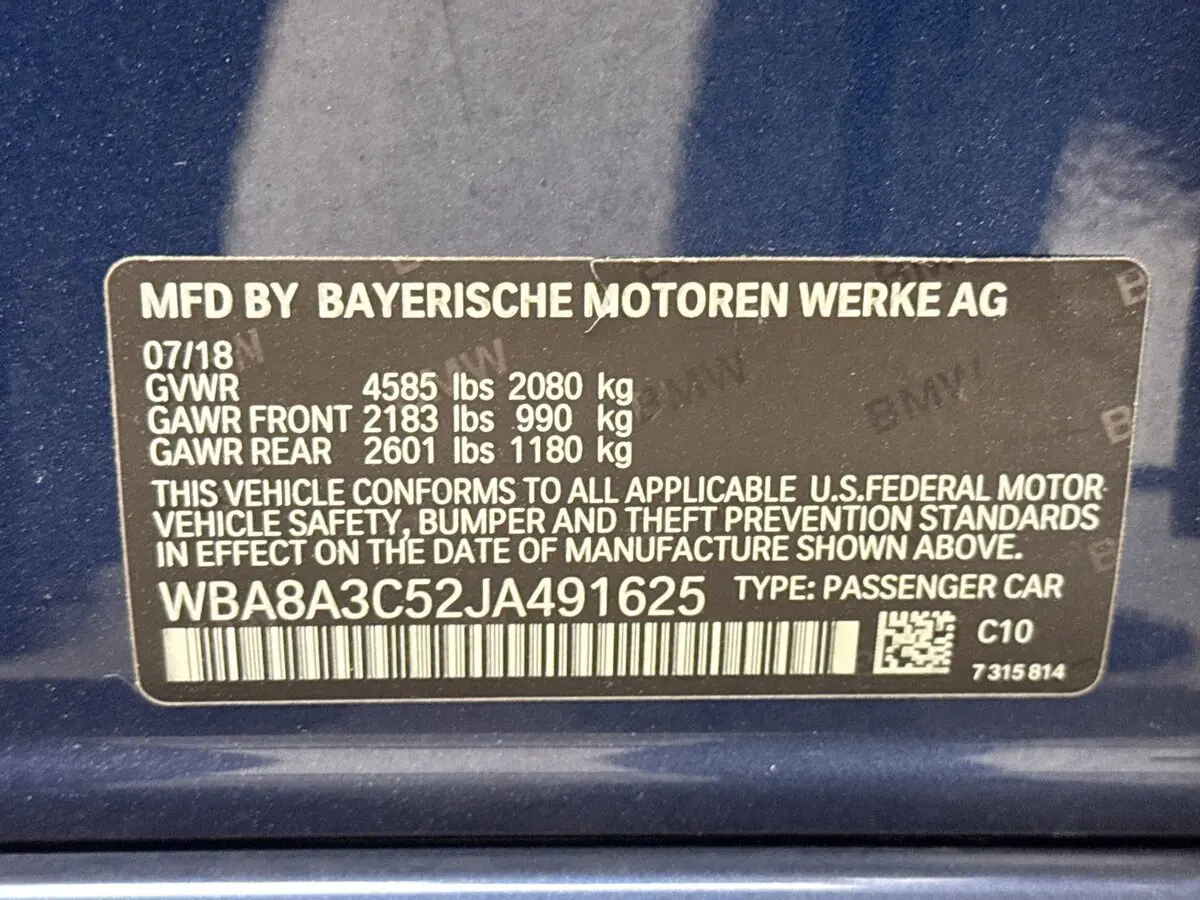 MFD BY BAYERISCHE MOTOREN WERKE AG
07/18
GVWR 4585 lbs 2080 kg
GAWR FRONT 2183 lbs 990 kg
GAWR REAR 2601 lbs 1180 kg
THIS VEHICLE CONFORMS TO ALL APPLICABLE U.S.FEDERAL MOTOR-
VEHICLE SAFETY, BUMPER AND THEFT PREVENTION STANDARDS
IN EFFECT ON THE DATE OF MANUFACTURE SHOWN ABOVE.
WBA8A3C52JA491625 TYPE: PASSENGER CAR
C10
7 315 814
BMW
BMW
BMW